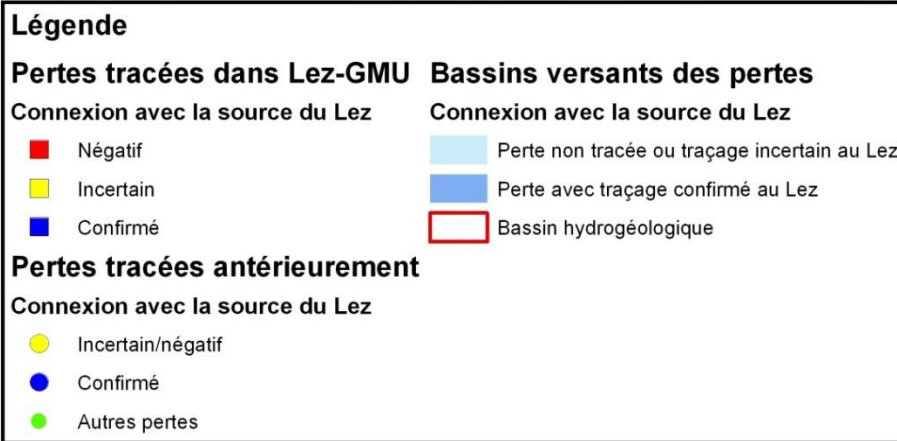 Légende
Pertes tracées dans Lez-GMU
Connexion avec la source du Lez
Négatif
Incertain
Confirmé
Pertes tracées antérieurement
Connexion avec la source du Lez
Incertain/négatif
Confirmé
Autres pertes
Bassins versants des pertes
Connexion avec la source du Lez
Perte non tracée ou traçage incertain au Lez
Perte avec traçage confirmé au Lez
Bassin hydrogéologique